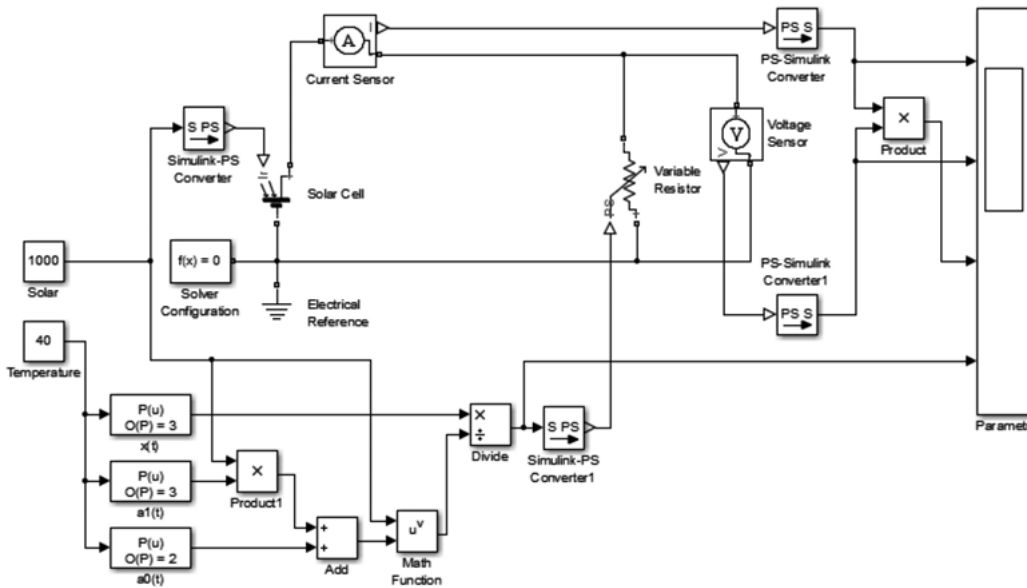 A
I
Current Sensor
PS S
PS-Simulink
Converter
S PS
Simulink-PS
Converter
Ir
Solar Cell
V
V
Voltage
Sensor
×
Product
PS
Variable
Resistor
1000
Solar
f(x) = 0
Solver
Configuration
Electrical
Reference
PS-Simulink
Converter1
PS S
40
Temperature
P(u)
O(P) = 3
x(t)
×
÷
Divide
S PS
Simulink-PS
Converter1
P(u)
O(P) = 3
a1(t)
×
Product1
P(u)
O(P) = 2
a0(t)
+
+
Add
u^v
Math
Function
Parametr